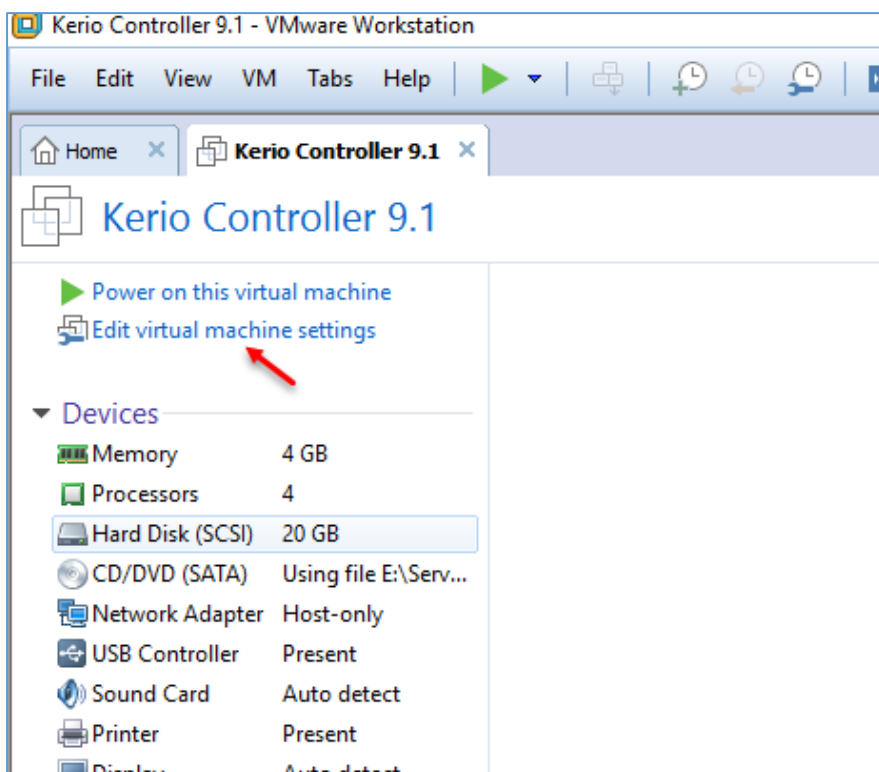 Kerio Controller 9.1 - VMware Workstation
File Edit View VM Tabs Help
Home Kerio Controller 9.1
Kerio Controller 9.1
Power on this virtual machine
Edit virtual machine settings
Devices
Memory 4 GB
Processors 4
Hard Disk (SCSI) 20 GB
CD/DVD (SATA) Using file E:\Serv...
Network Adapter Host-only
USB Controller Present
Sound Card Auto detect
Printer Present
Display Auto detect